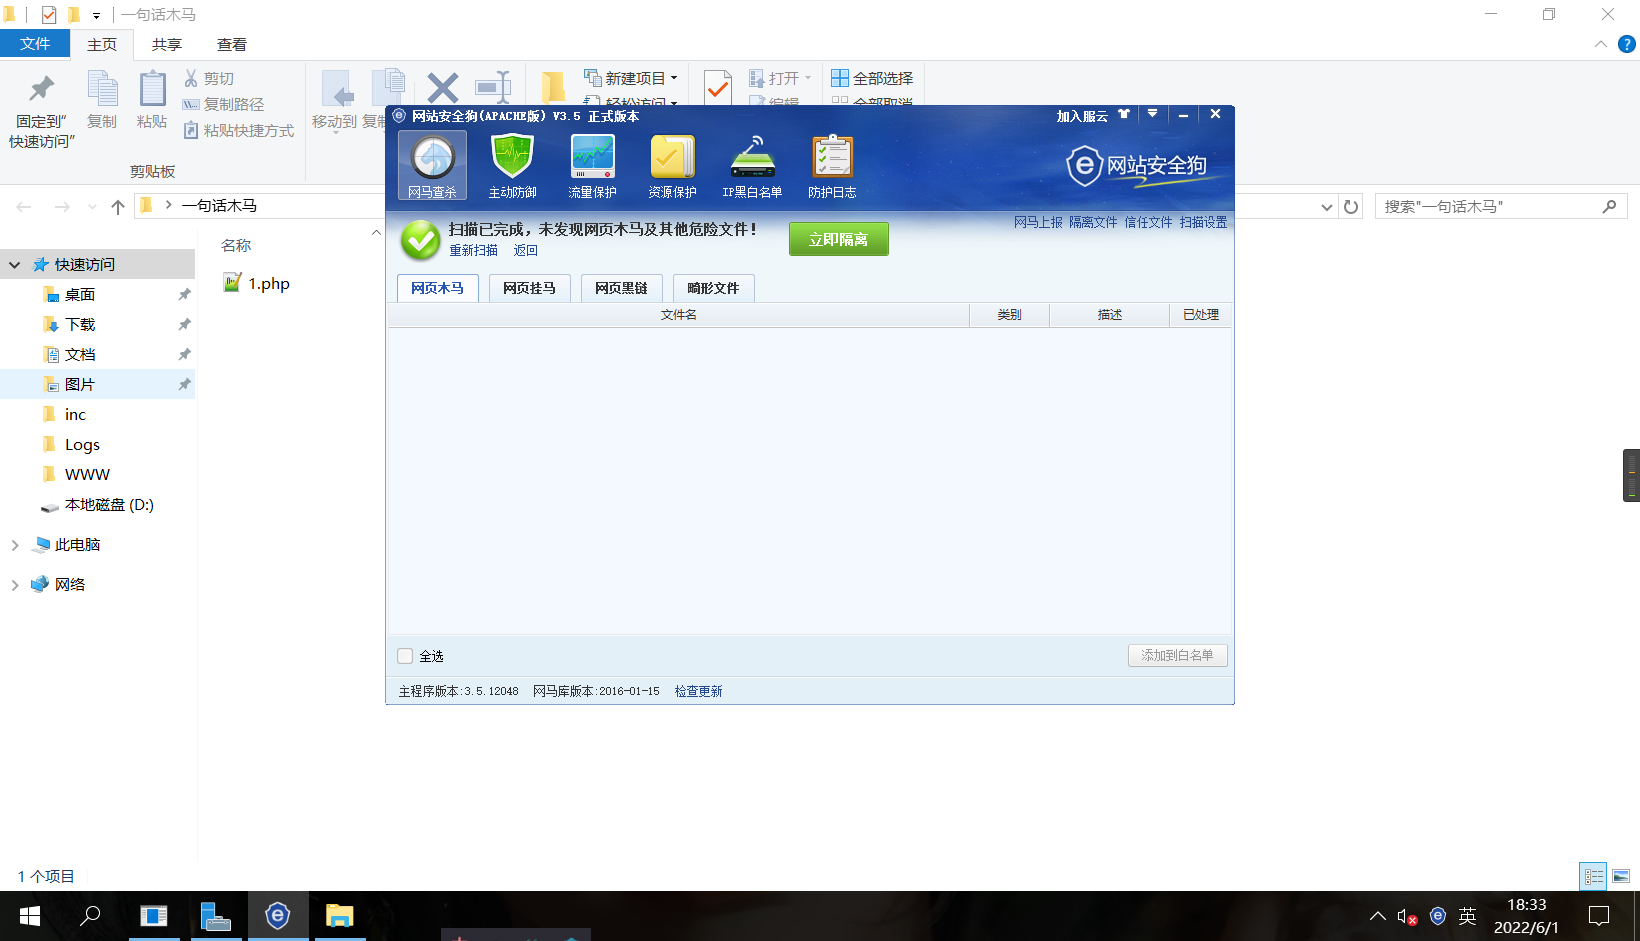 一句话木马
文件
主页
共享
查看
固定到"
快速访问"
复制
粘贴
剪切
复制路径
粘贴快捷方式
剪贴板
移动到
新建项目
轻松访问
打开
编辑
全部选择
全部取消
一句话木马
搜索"一句话木马"
快速访问
桌面
下载
文档
图片
inc
Logs
WWW
本地磁盘 (D:)
此电脑
网络
名称
1.php
1 个项目
网站安全狗(APACHE版) V3.5 正式版本
加入服云
网马查杀
主动防御
流量保护
资源保护
IP黑白名单
防护日志
网站安全狗
扫描已完成，未发现网页木马及其他危险文件！
重新扫描
返回
立即隔离
网马上报 隔离文件 信任文件 扫描设置
网页木马
网页挂马
网页黑链
畸形文件
文件名
类别
描述
已处理
全选
添加到白名单
主程序版本:3.5.12048 网马库版本:2016-01-15 检查更新
英
18:33
2022/6/1